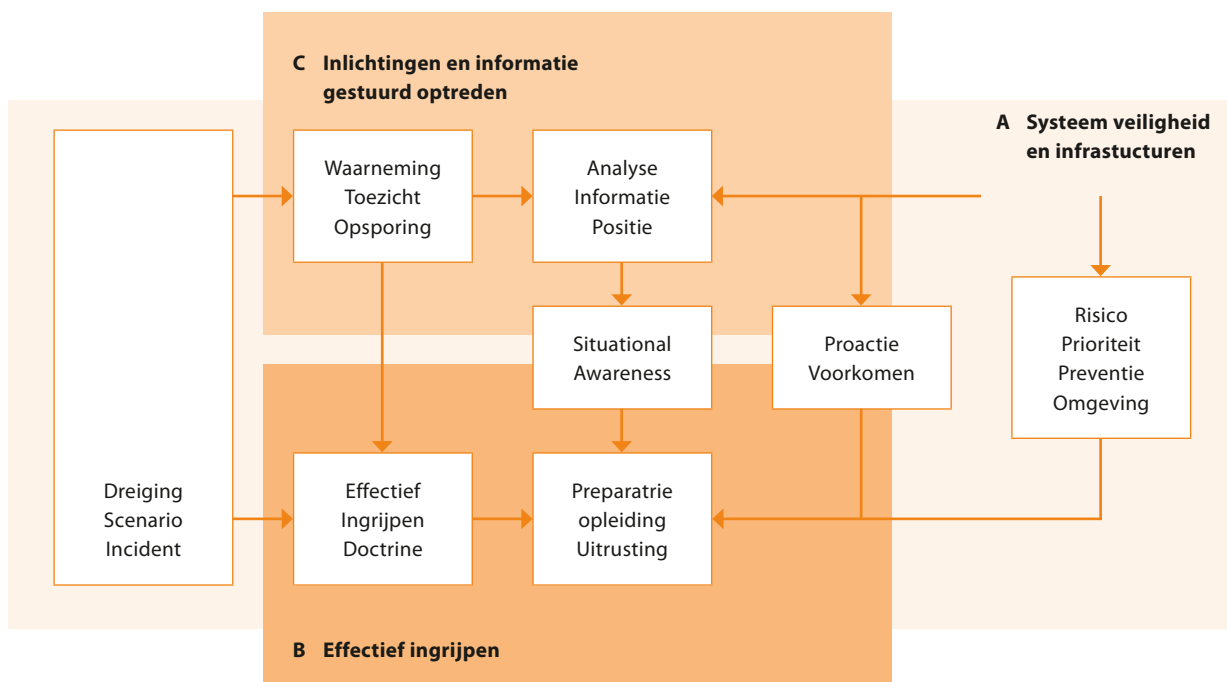 C Inlichtingen en informatie
gestuurd optreden
A Systeem veiligheid
en infrastucturen
Waarneming
Toezicht
Opsporing
Analyse
Informatie
Positie
Situational
Awareness
Proactie
Voorkomen
Risico
Prioriteit
Preventie
Omgeving
Dreiging
Scenario
Incident
Effectief
Ingrijpen
Doctrine
Preparatrie
opleiding
Uitrusting
B Effectief ingrijpen